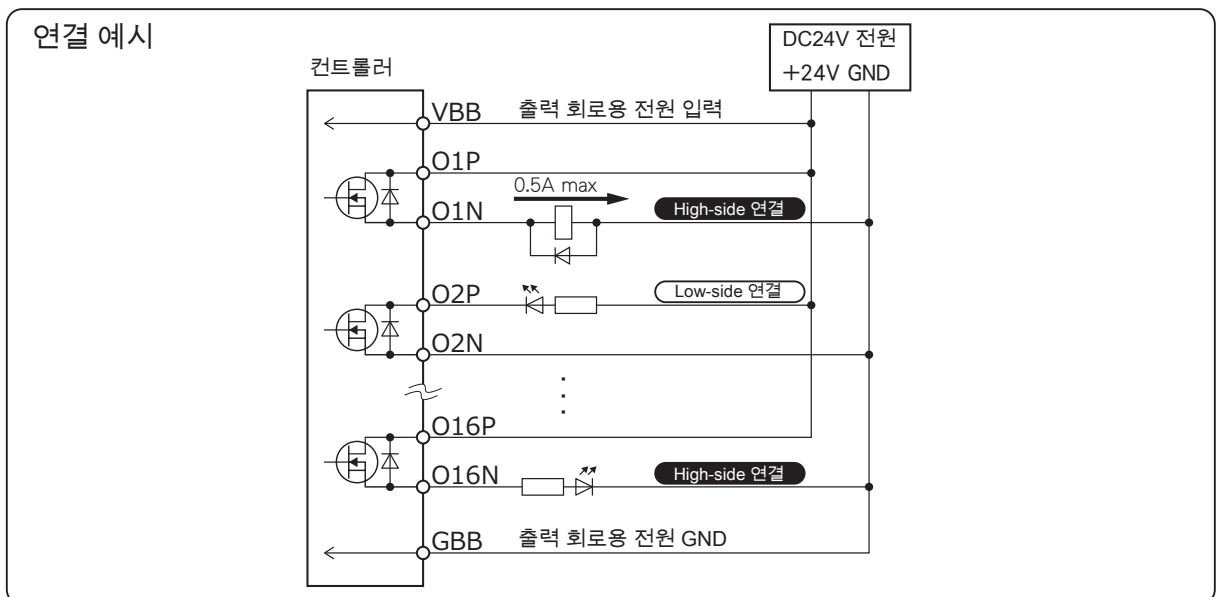 연결 예시
DC24V 전원
+24V GND
컨트롤러
VBB 출력 회로용 전원 입력
O1P
0.5A max
O1N High-side 연결
O2P Low-side 연결
O2N
O16P
O16N High-side 연결
GBB 출력 회로용 전원 GND